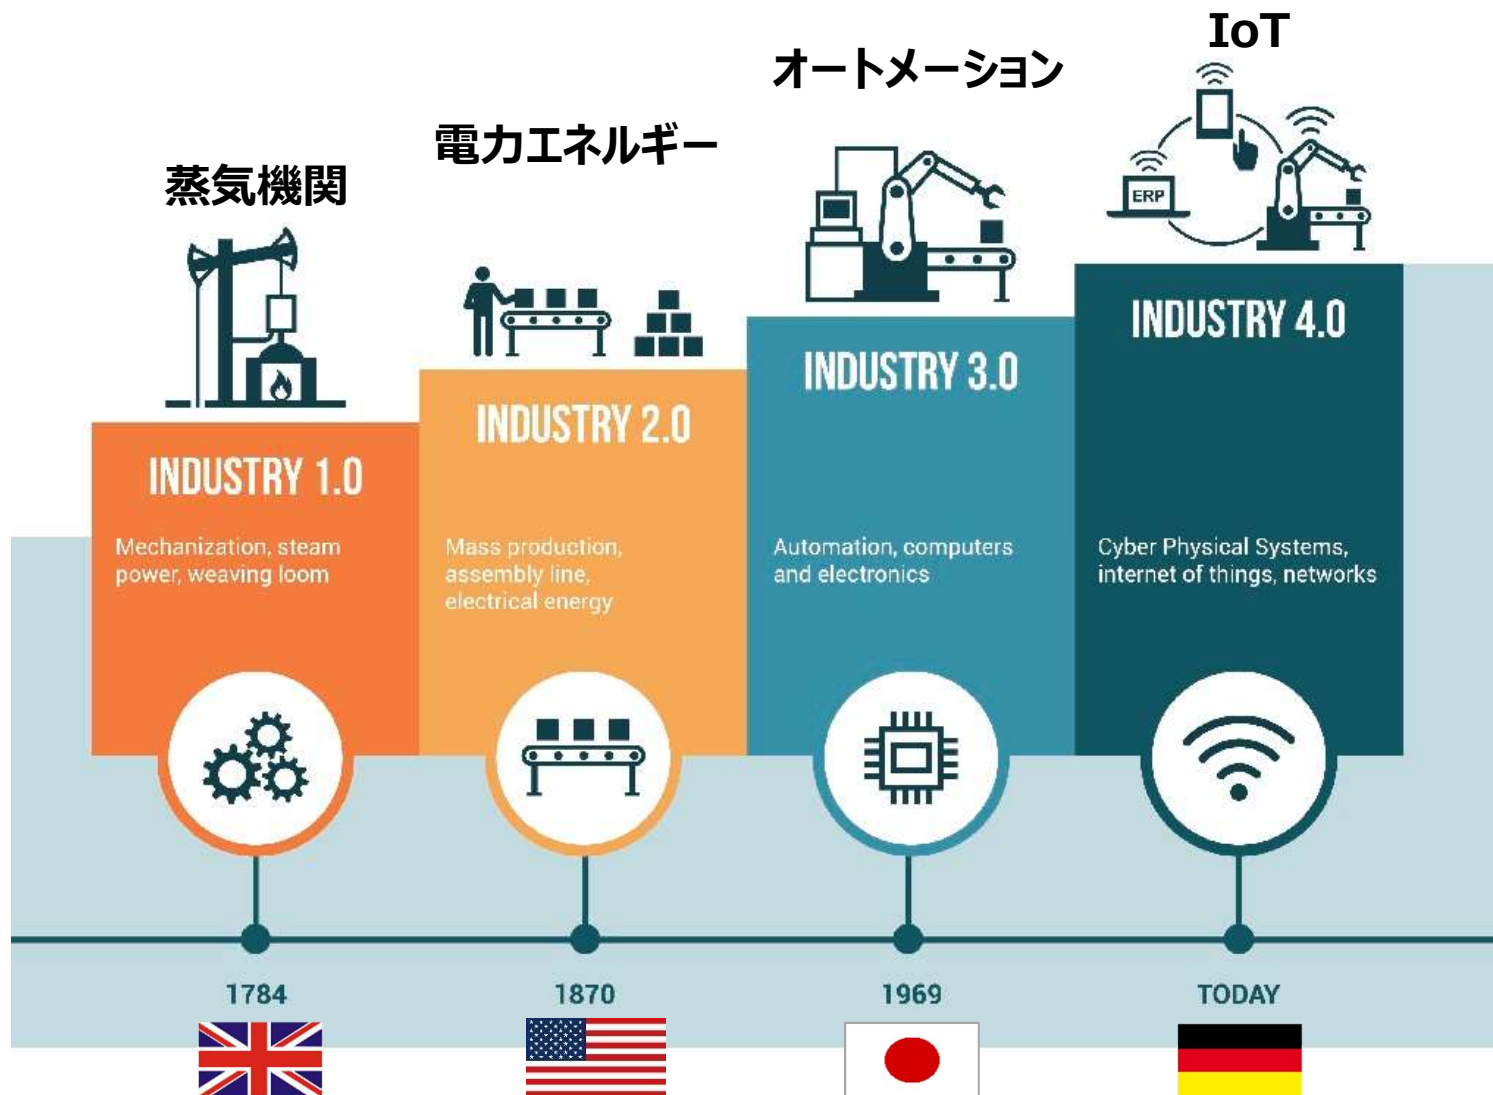 蒸気機関
電力エネルギー
オートメーション
IoT
ERP
INDUSTRY 1.0
Mechanization, steam
power, weaving loom
INDUSTRY 2.0
Mass production,
assembly line,
electrical energy
INDUSTRY 3.0
Automation, computers
and electronics
INDUSTRY 4.0
Cyber Physical Systems,
internet of things, networks
1784
1870
1969
TODAY